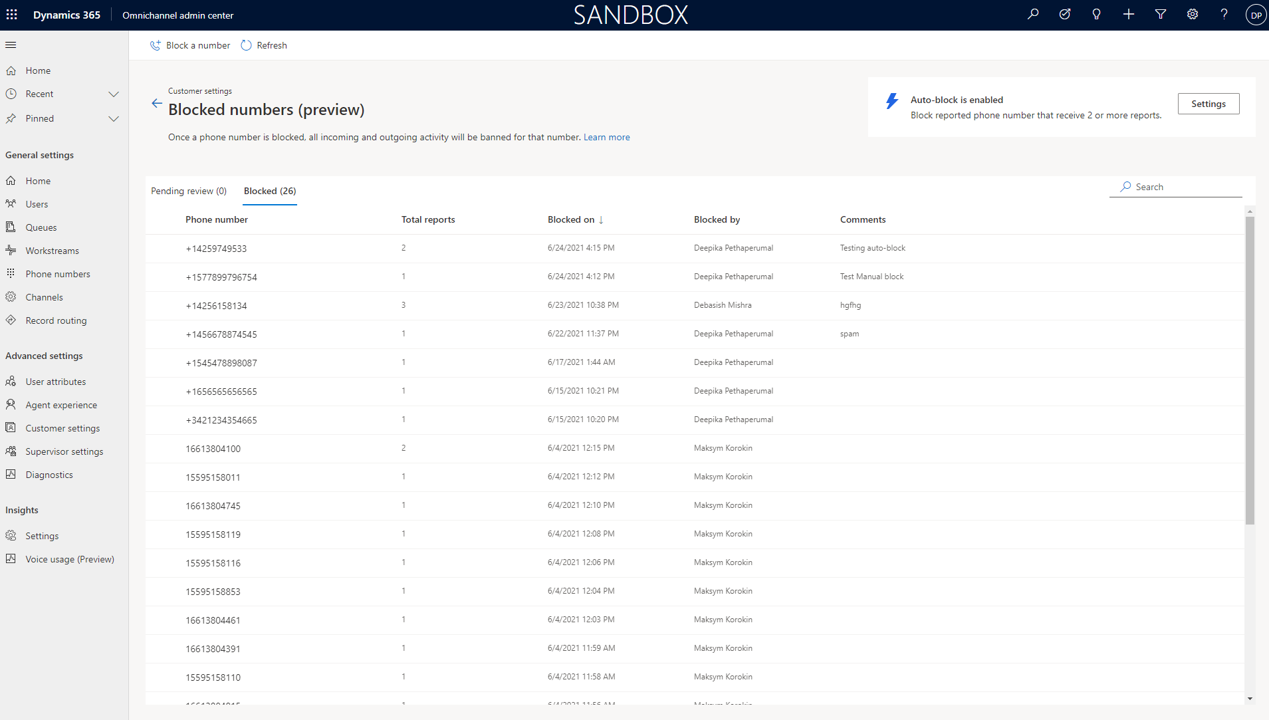 Dynamics 365 Omnichannel admin center SANDBOX DP
Block a number Refresh
Home
Recent
Pinned
General settings
Home
Users
Queues
Workstreams
Phone numbers
Channels
Record routing
Advanced settings
User attributes
Agent experience
Customer settings
Supervisor settings
Diagnostics
Insights
Settings
Voice usage (Preview)
Customer settings
Blocked numbers (preview)
Once a phone number is blocked, all incoming and outgoing activity will be banned for that number. Learn more
Auto-block is enabled
Block reported phone number that receive 2 or more reports.
Settings
Pending review (0) Blocked (26) Search
Phone number Total reports Blocked on ↓ Blocked by Comments
+14259749533 2 6/24/2021 4:15 PM Deepika Pethaperumal Testing auto-block
+1577899796754 1 6/24/2021 4:12 PM Deepika Pethaperumal Test Manual block
+14256158134 3 6/23/2021 10:38 PM Debasish Mishra hgfhg
+1456678874545 1 6/22/2021 11:37 PM Deepika Pethaperumal spam
+1545478898087 1 6/17/2021 1:44 AM Deepika Pethaperumal
+1656565656565 1 6/15/2021 10:21 PM Deepika Pethaperumal
+3421234354665 1 6/15/2021 10:20 PM Deepika Pethaperumal
16613804100 2 6/4/2021 12:15 PM Maksym Korokin
15595158011 1 6/4/2021 12:12 PM Maksym Korokin
16613804745 1 6/4/2021 12:10 PM Maksym Korokin
15595158119 1 6/4/2021 12:08 PM Maksym Korokin
15595158116 1 6/4/2021 12:06 PM Maksym Korokin
15595158853 1 6/4/2021 12:04 PM Maksym Korokin
16613804461 1 6/4/2021 12:03 PM Maksym Korokin
16613804391 1 6/4/2021 11:59 AM Maksym Korokin
15595158110 1 6/4/2021 11:58 AM Maksym Korokin